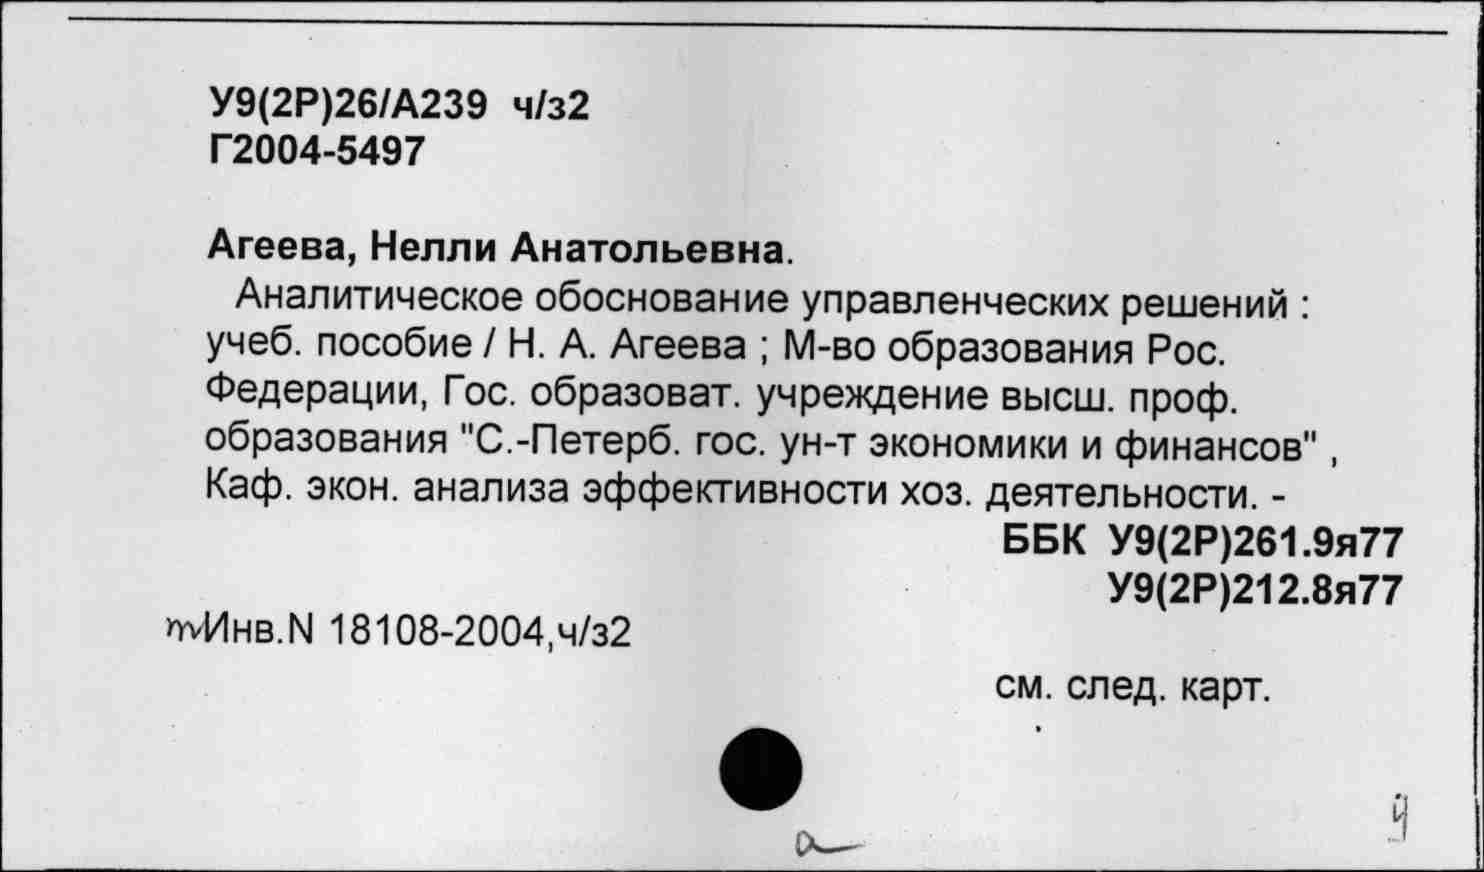 У9(2Р)26/А239 ч/з2
Г2004-5497
Агеева, Нелли Анатольевна.
Аналитическое обоснование управленческих решений :
учеб. пособие / Н. А. Агеева ; М-во образования Рос.
Федерации, Гос. образоват. учреждение высш. проф.
образования "С.-Петерб. гос. ун-т экономики и финансов" ,
Каф. экон. анализа эффективности хоз. деятельности. -
ББК У9(2Р)261.9я77
У9(2Р)212.8я77
Инв.N 18108-2004,ч/з2
см. след. карт.
а